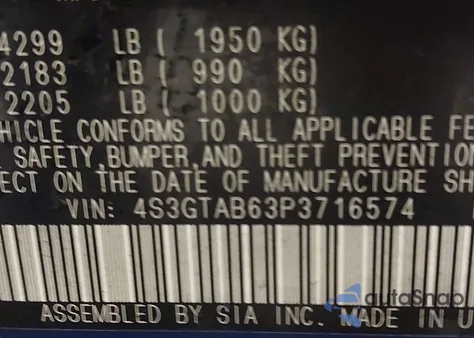 4299 LB ( 1950 KG)
2183 LB ( 990 KG)
2205 LB ( 1000 KG)
HICLE CONFORMS TO ALL APPLICABLE FE
SAFETY,BUMPER,AND THEFT PREVENTION
ECT ON THE DATE OF MANUFACTURE SH
VIN: 4S3GTAB63P3716574
autoSnap
ASSEMBLED BY SIA INC. MADE IN U